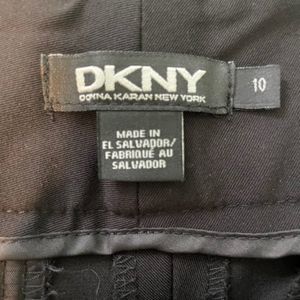 DKNY
DONNA KARAN NEW YORK
10
MADE IN
EL SALVADOR/
FABRIQUÉ AU
SALVADOR